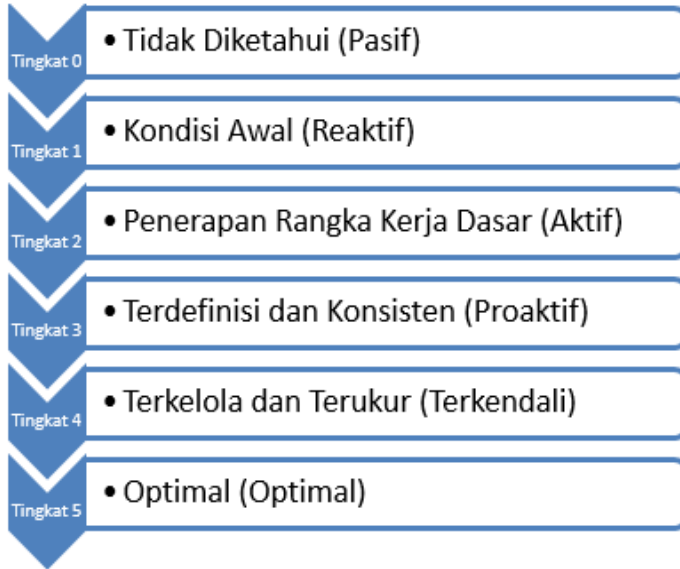 Tingkat 0
• Tidak Diketahui (Pasif)
Tingkat 1
• Kondisi Awal (Reaktif)
Tingkat 2
• Penerapan Rangka Kerja Dasar (Aktif)
Tingkat 3
• Terdefinisi dan Konsisten (Proaktif)
Tingkat 4
• Terkelola dan Terukur (Terkendali)
Tingkat 5
• Optimal (Optimal)